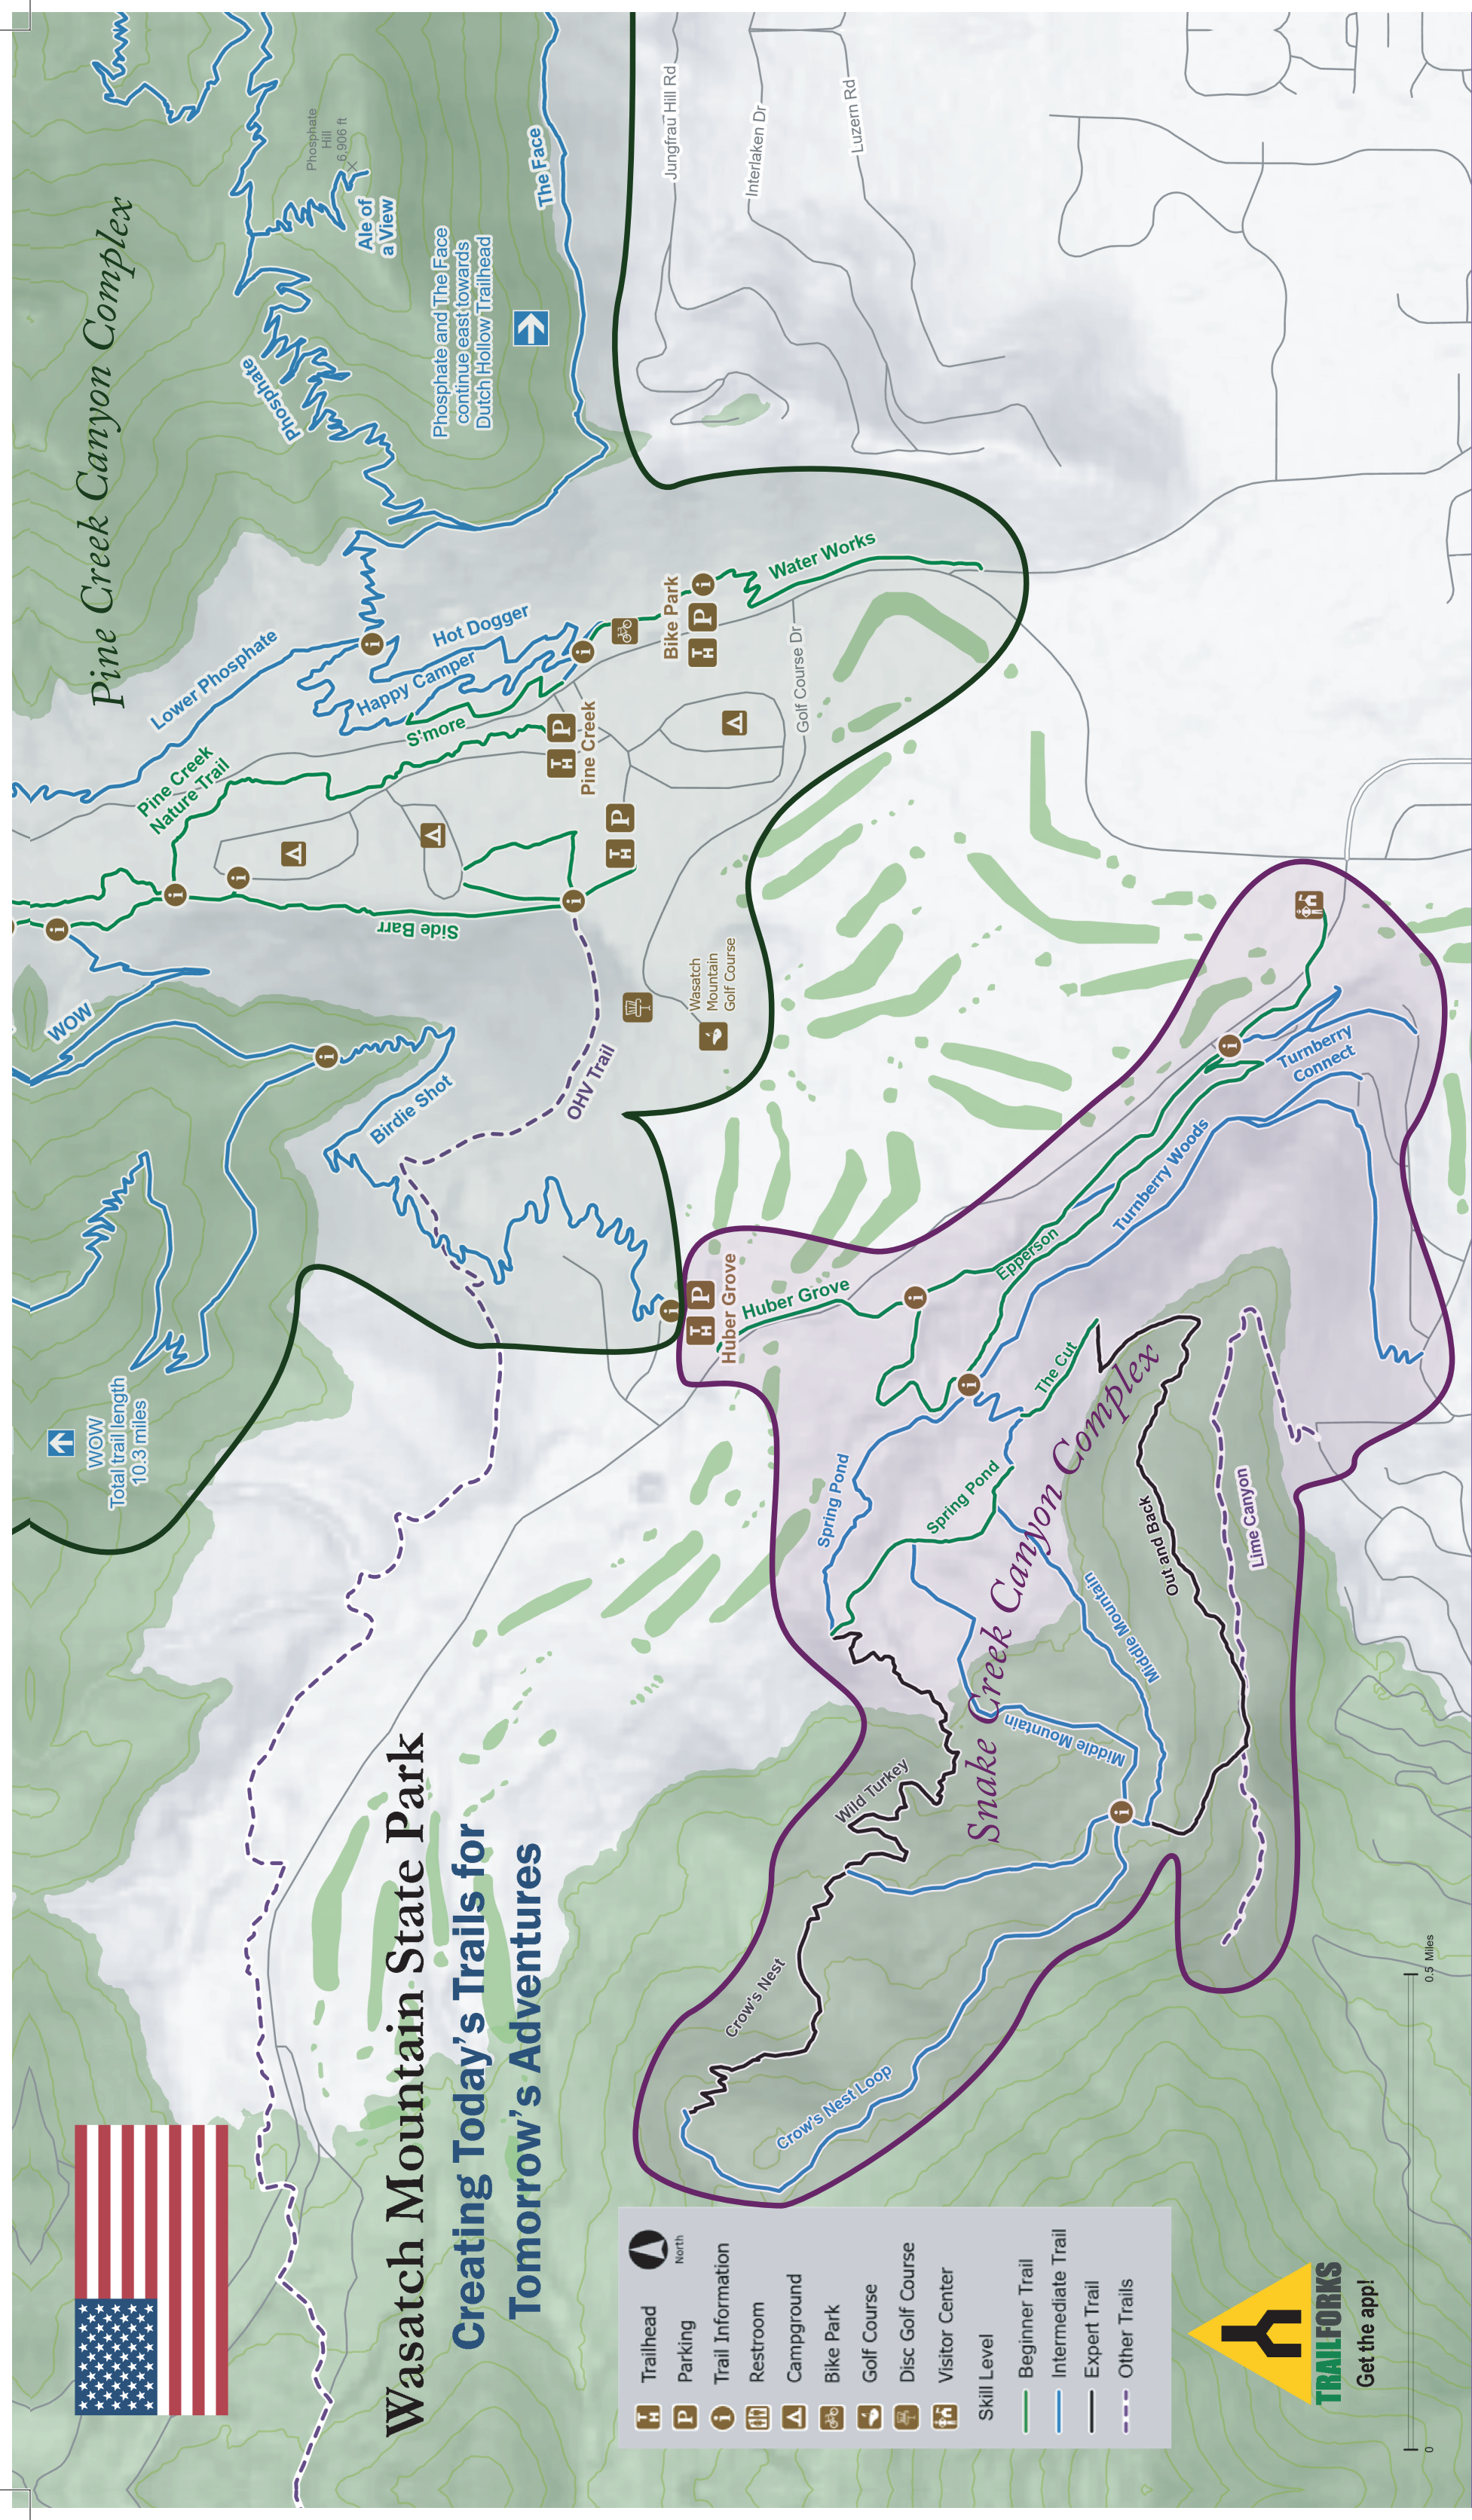 Wasatch Mountain State Park
Creating Today's Trails for
Tomorrow's Adventures
Pine Creek Canyon Complex
Snake Creek Canyon Complex
WOW
Total trail length
10.3 miles
WOW
Birdie Shot
OHV Trail
Side Barr
Pine Creek
Nature Trail
Lower Phosphate
S'more
Happy Camper
Hot Dogger
Phosphate
Phosphate
Hill
6,906 ft
Ale of
a View
The Face
Phosphate and The Face
continue east towards
Dutch Hollow Trailhead
TH
P
Pine Creek
TH
P
TH
P
Bike Park
Water Works
Wasatch
Mountain
Golf Course
Golf Course Dr
Jungfrau Hill Rd
Interlaken Dr
Luzern Rd
TH
P
Huber Grove
Huber Grove
Epperson
Turnberry Woods
Turnberry
Connect
The Cut
Spring Pond
Spring Pond
Middle Mountain
Middle Mountain
Wild Turkey
Crow's Nest
Crow's Nest Loop
Out and Back
Lime Canyon
North
TH Trailhead
P Parking
i Trail Information
Restroom
Campground
Bike Park
Golf Course
Disc Golf Course
Visitor Center
Skill Level
Beginner Trail
Intermediate Trail
Expert Trail
Other Trails
TRAILFORKS
Get the app!
0
0.5 Miles